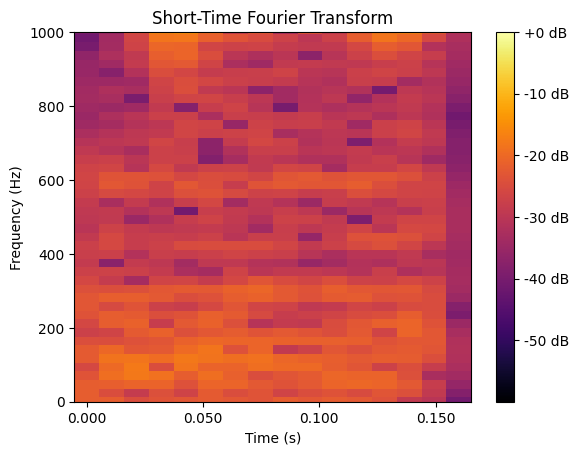 Short-Time Fourier Transform
1000
800
600
400
200
0
Frequency (Hz)
0.000
0.050
0.100
0.150
Time (s)
+0 dB
-10 dB
-20 dB
-30 dB
-40 dB
-50 dB